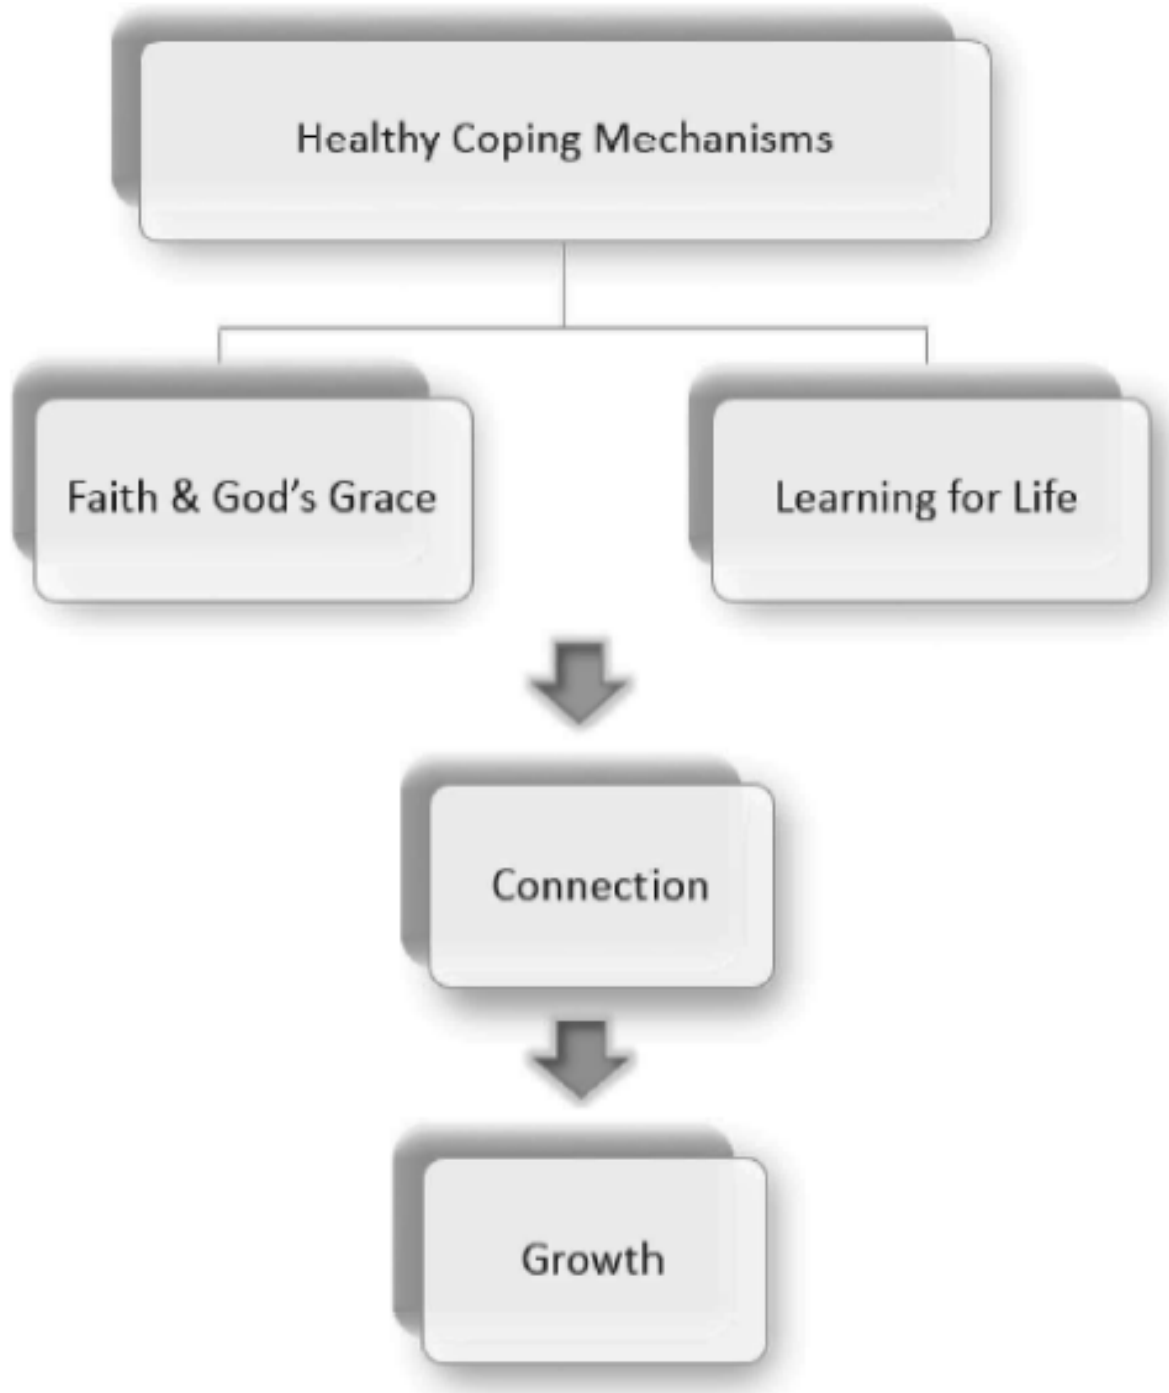 Healthy Coping Mechanisms
Faith & God’s Grace
Learning for Life
Connection
Growth